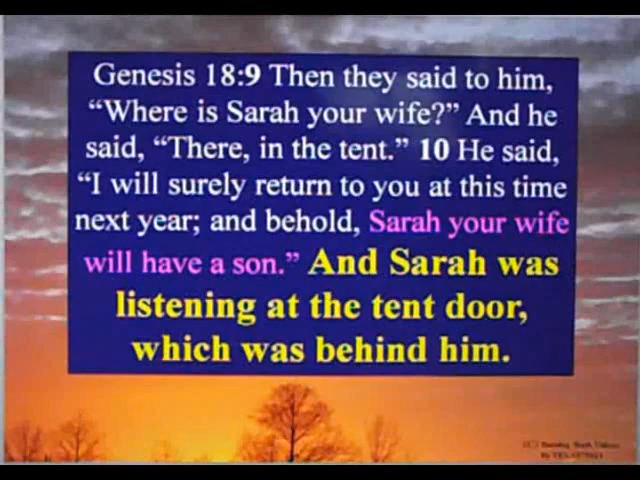 Genesis 18:9 Then they said to him,
“Where is Sarah your wife?” And he
said, “There, in the tent.” 10 He said,
“I will surely return to you at this time
next year; and behold, Sarah your wife
will have a son.” And Sarah was
listening at the tent door,
which was behind him.